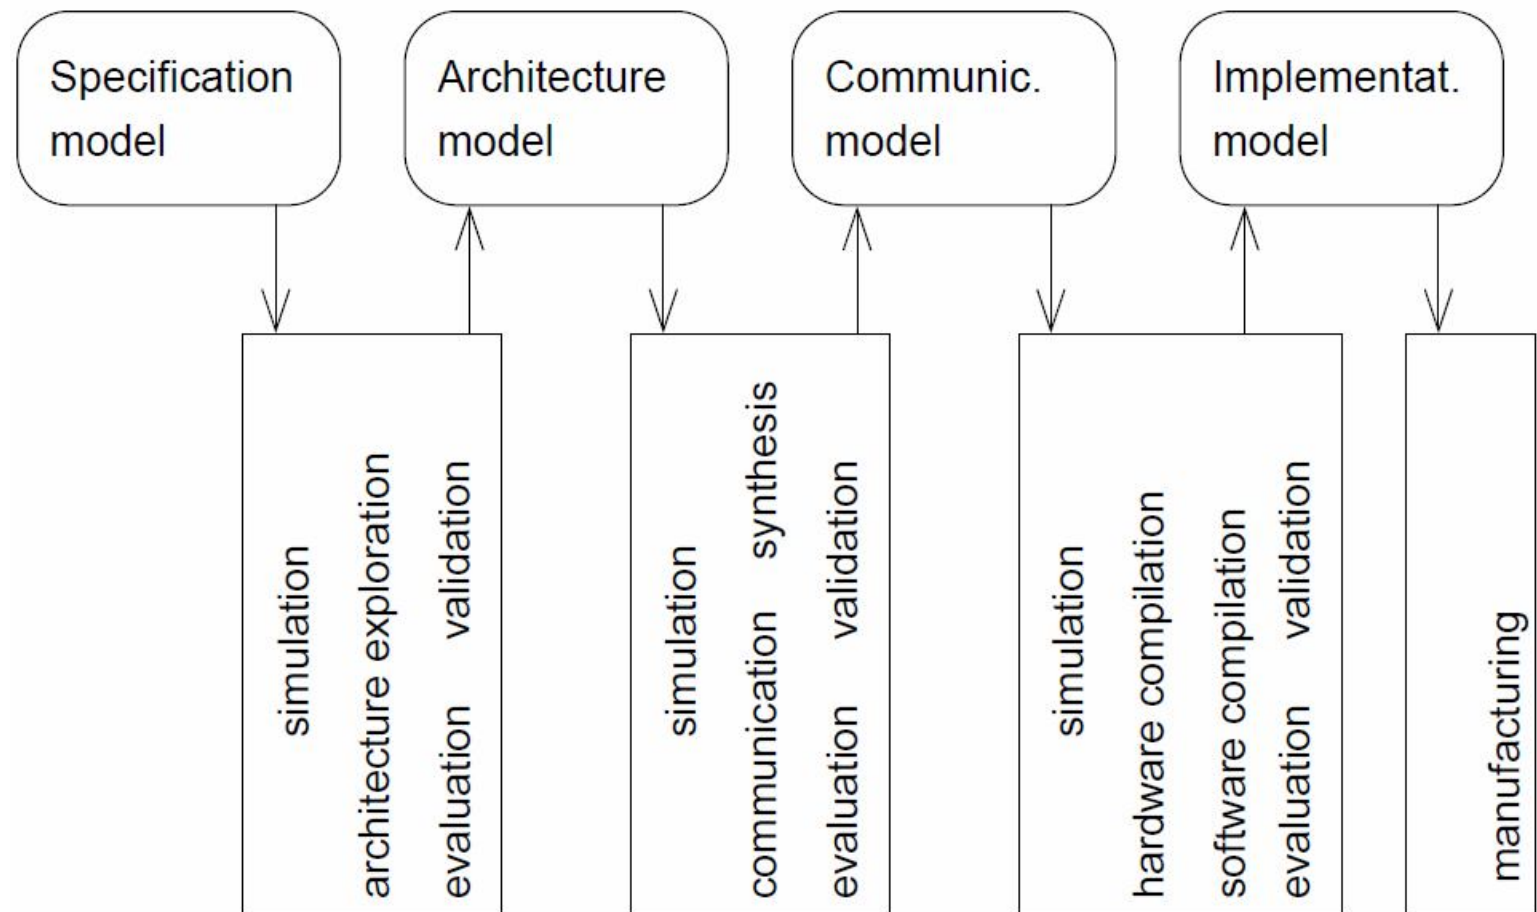 Specification
model
Architecture
model
Communic.
model
Implementat.
model
simulation
architecture exploration
evaluation validation
simulation
communication synthesis
evaluation validation
simulation
hardware compilation
software compilation
evaluation validation
manufacturing